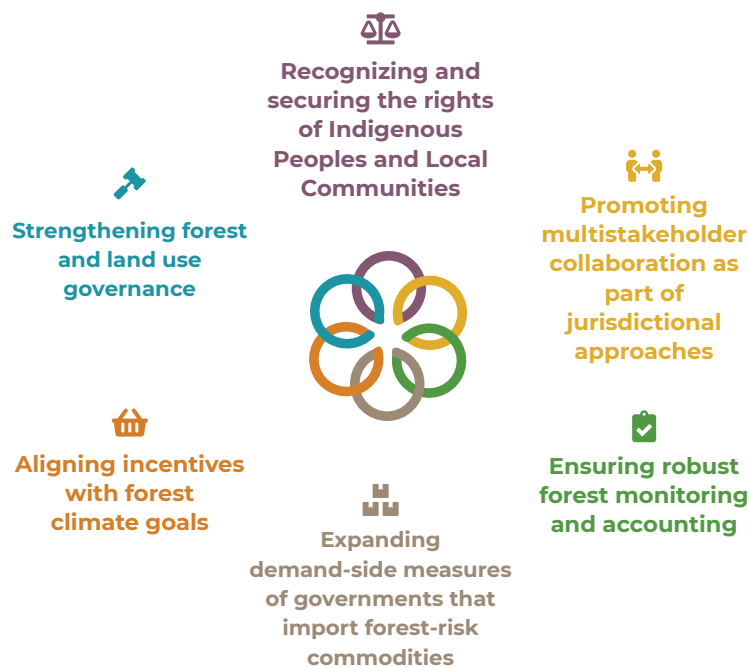 Recognizing and
securing the rights
of Indigenous
Peoples and Local
Communities
Promoting
multistakeholder
collaboration as
part of
jurisdictional
approaches
Ensuring robust
forest monitoring
and accounting
Expanding
demand-side measures
of governments that
import forest-risk
commodities
Aligning incentives
with forest
climate goals
Strengthening forest
and land use
governance